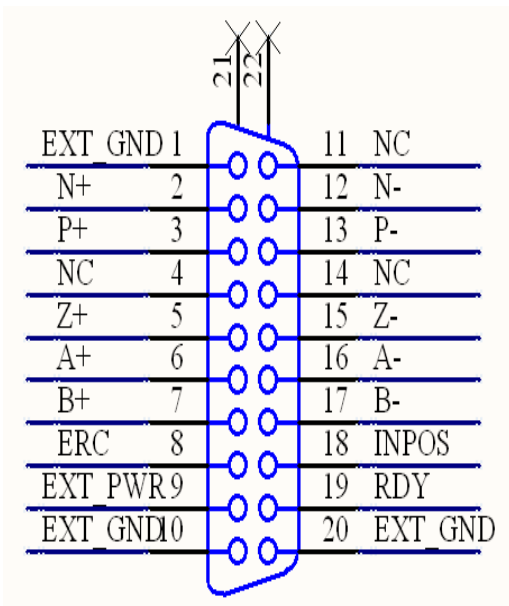 21 22
EXT_GND 1 11 NC
N+ 2 12 N-
P+ 3 13 P-
NC 4 14 NC
Z+ 5 15 Z-
A+ 6 16 A-
B+ 7 17 B-
ERC 8 18 INPOS
EXT_PWR 9 19 RDY
EXT_GND 10 20 EXT_GND